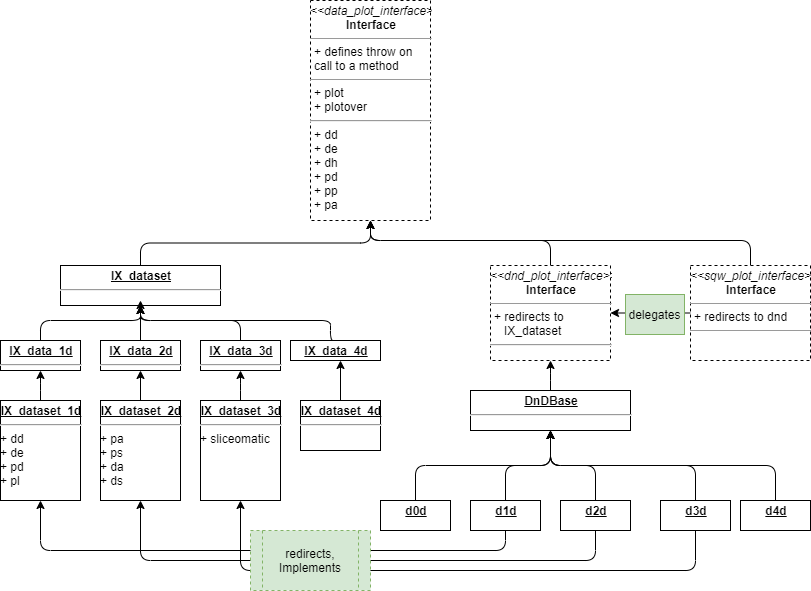 <<data_plot_interface>
Interface
+ defines throw on
call to a method
+ plot
+ plotover
+ dd
+ de
+ dh
+ pd
+ pp
+ pa
IX_dataset
<<dnd_plot_interface>
Interface
+ redirects to
IX_dataset
<<sqw_plot_interface>
Interface
+ redirects to dnd
delegates
IX_data_1d
IX_data_2d
IX_data_3d
IX_data_4d
IX_dataset_1d
+ dd
+ de
+ pd
+ pl
IX_dataset_2d
+ pa
+ ps
+ da
+ ds
IX_dataset_3d
+ sliceomatic
IX_dataset_4d
DnDBase
d0d
d1d
d2d
d3d
d4d
redirects,
Implements